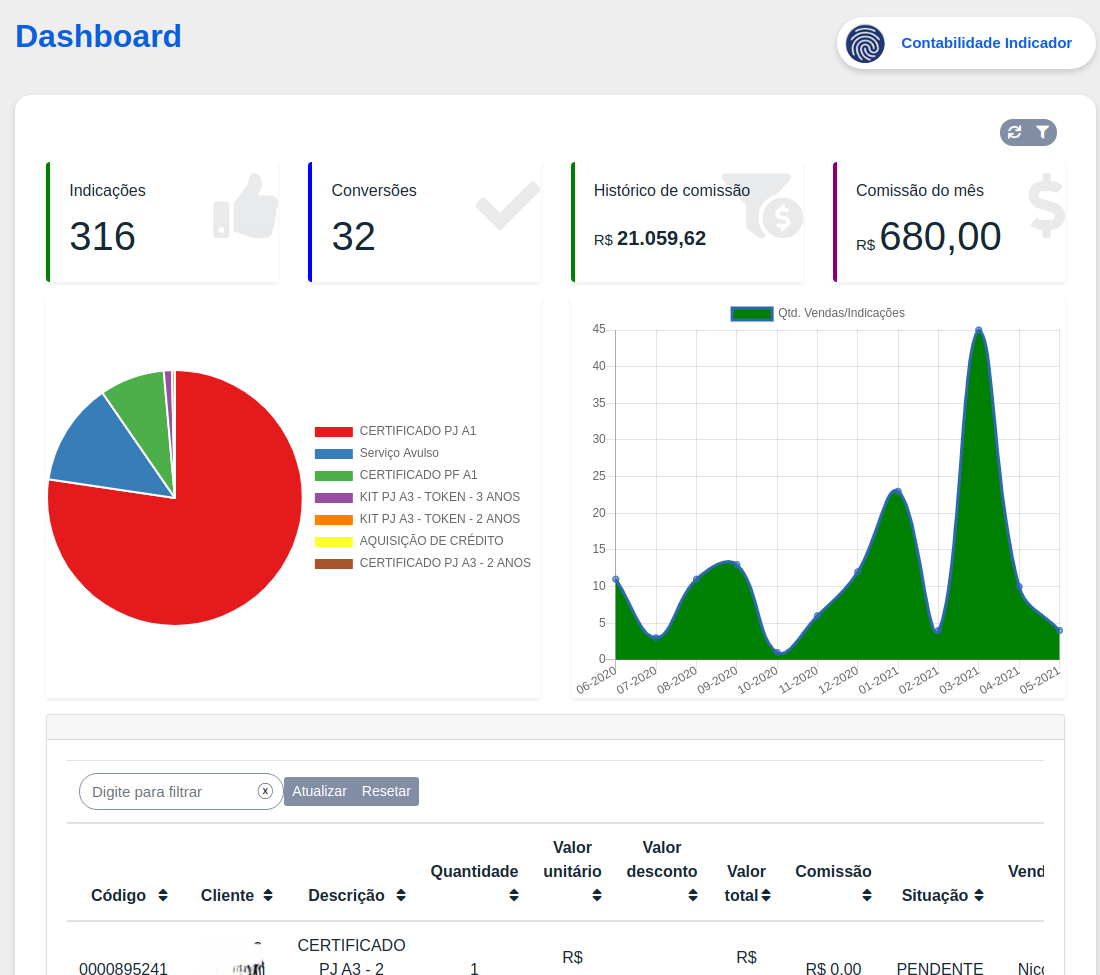 Dashboard
Contabilidade Indicador
Indicações
316
Conversões
32
Histórico de comissão
R$ 21.059,62
Comissão do mês
R$ 680,00
CERTIFICADO PJ A1
Serviço Avulso
CERTIFICADO PF A1
KIT PJ A3 - TOKEN - 3 ANOS
KIT PJ A3 - TOKEN - 2 ANOS
AQUISIÇÃO DE CRÉDITO
CERTIFICADO PJ A3 - 2 ANOS
Qtd. Vendas/Indicações
45
40
35
30
25
20
15
10
5
0
06-2020 07-2020 08-2020 09-2020 10-2020 11-2020 12-2020 01-2021 02-2021 03-2021 04-2021 05-2021
Digite para filtrar x Atualizar Resetar
Código Cliente Descrição Quantidade Valor unitário Valor desconto Valor total Comissão Situação Vend
0000895241 CERTIFICADO PJ A3 - 2 1 R$ R$ R$ 0,00 PENDENTE Nico